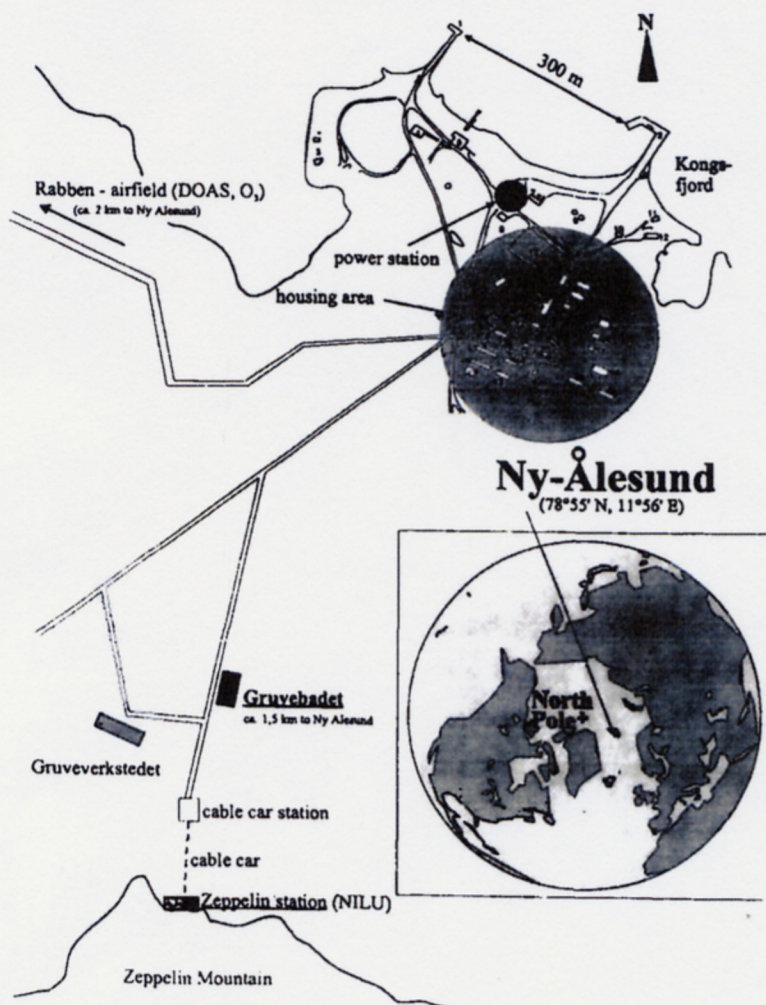 N
300 m
Kongs-
fjord
Rabben - airfield (DOAS, O₃)
(ca. 2 km to Ny Alesund)
power station
housing area
Ny-Ålesund
(78°55' N, 11°56' E)
North
Pole+
Gruvebadet
ca. 1,5 km to Ny Alesund
Gruveverkstedet
cable car station
cable car
Zeppelin station (NILU)
Zeppelin Mountain